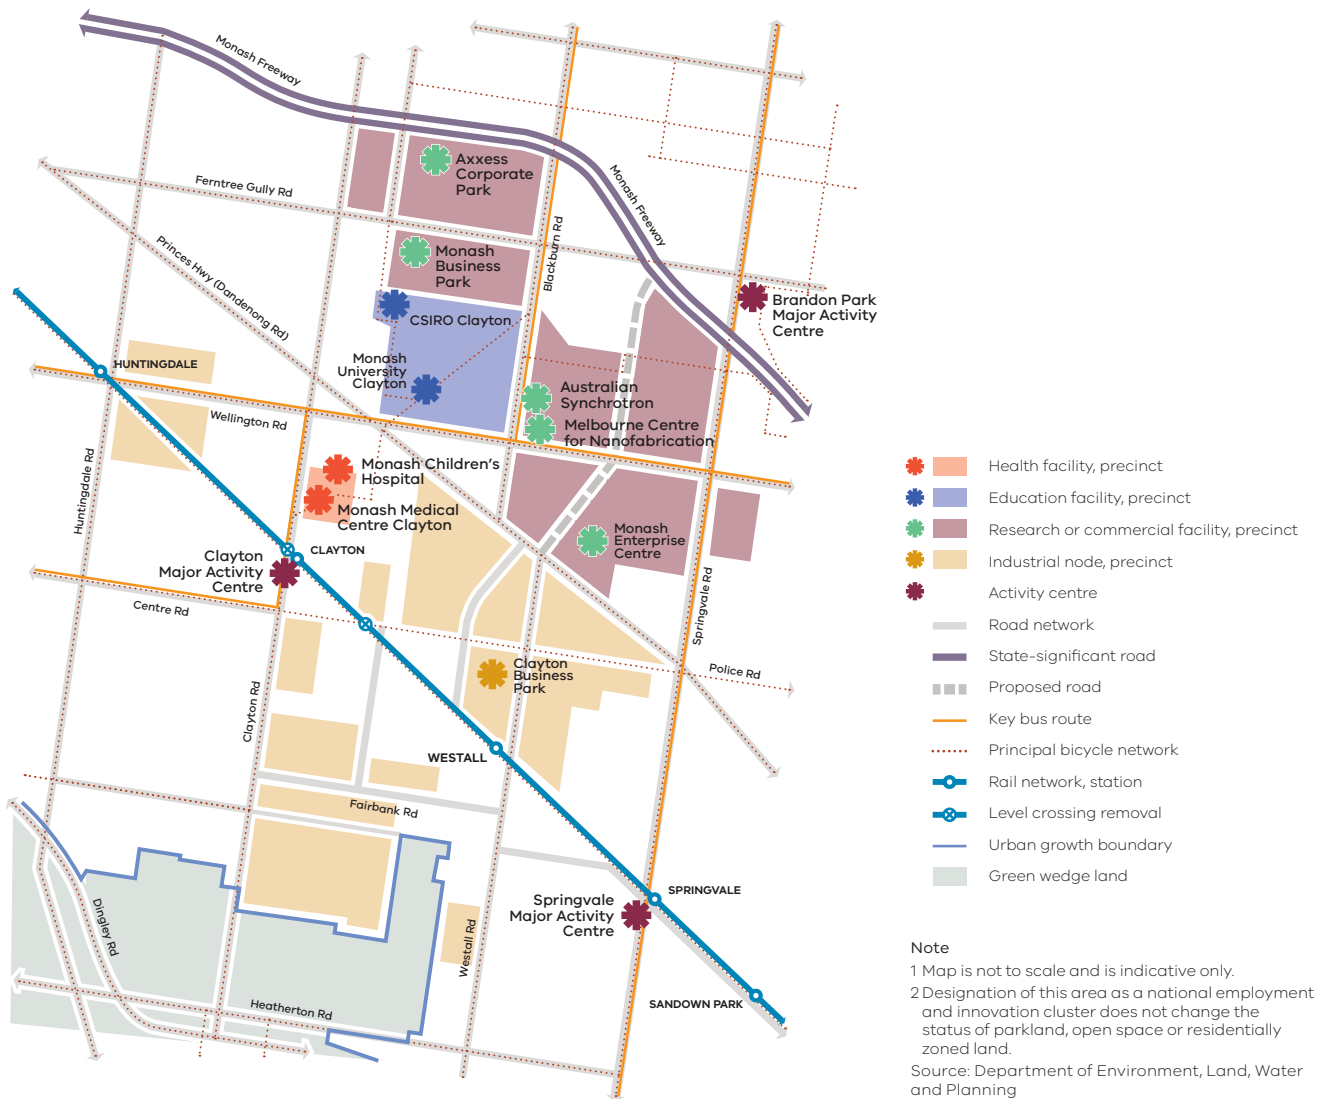 Monash Freeway
Axxess
Corporate
Park
Ferntree Gully Rd
Monash Freeway
Princes Hwy (Dandenong Rd)
Blackburn Rd
Monash
Business
Park
Brandon Park
Major Activity
Centre
CSIRO Clayton
Monash
University
Clayton
HUNTINGDALE
Australian
Synchrotron
Wellington Rd
Melbourne Centre
for Nanofabrication
Huntingdale Rd
Monash Children's
Hospital
Monash Medical
Centre Clayton
Monash
Enterprise
Centre
CLAYTON
Clayton
Major Activity
Centre
Centre Rd
Springvale Rd
Clayton
Business
Park
Police Rd
Clayton Rd
WESTALL
Fairbank Rd
SPRINGVALE
Springvale
Major Activity
Centre
Dingley Rd
Westall Rd
Heatherton Rd
SANDOWN PARK
Health facility, precinct
Education facility, precinct
Research or commercial facility, precinct
Industrial node, precinct
Activity centre
Road network
State-significant road
Proposed road
Key bus route
Principal bicycle network
Rail network, station
Level crossing removal
Urban growth boundary
Green wedge land
Note
1 Map is not to scale and is indicative only.
2 Designation of this area as a national employment
and innovation cluster does not change the
status of parkland, open space or residentially
zoned land.
Source: Department of Environment, Land, Water
and Planning